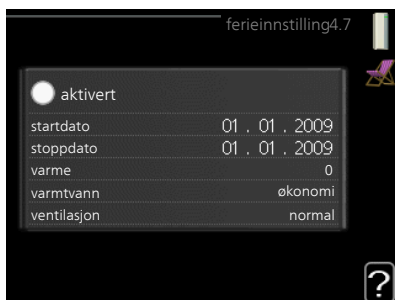 ferieinnstilling4.7
aktivert
startdato 01 . 01 . 2009
stoppdato 01 . 01 . 2009
varme 0
varmtvann økonomi
ventilasjon normal
?